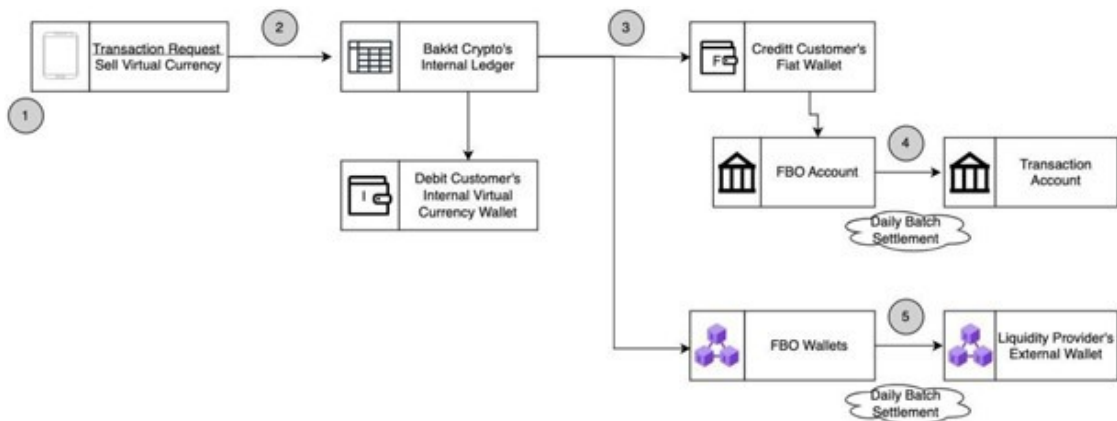 1
Transaction Request
Sell Virtual Currency
2
Bakkt Crypto's
Internal Ledger
3
Creditt Customer's
Fiat Wallet
F
I
Debit Customer's
Internal Virtual
Currency Wallet
FBO Account
4
Transaction
Account
Daily Batch
Settlement
FBO Wallets
5
Liquidity Provider's
External Wallet
Daily Batch
Settlement